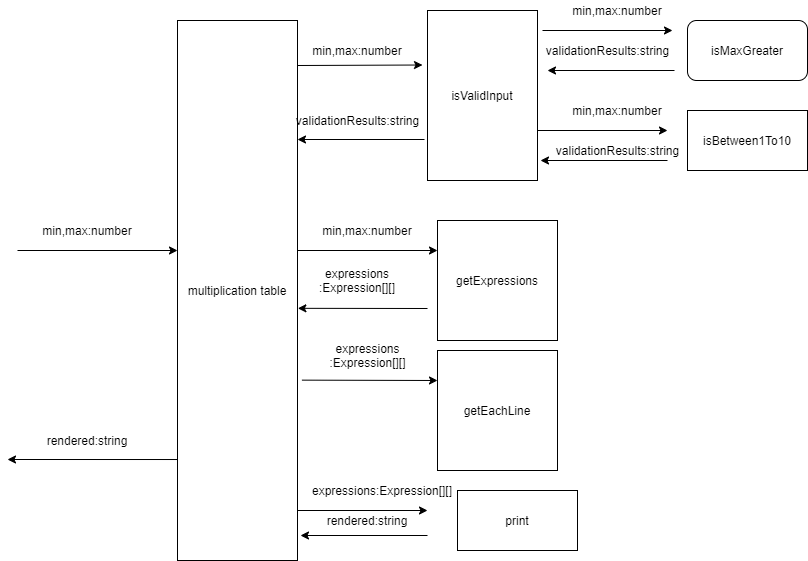 min,max:number
isMaxGreater
min,max:number
validationResults:string
isValidInput
min,max:number
validationResults:string
isBetween1To10
validationResults:string
min,max:number
min,max:number
expressions
:Expression[][]
getExpressions
multiplication table
expressions
:Expression[][]
getEachLine
rendered:string
expressions:Expression[][]
rendered:string
print